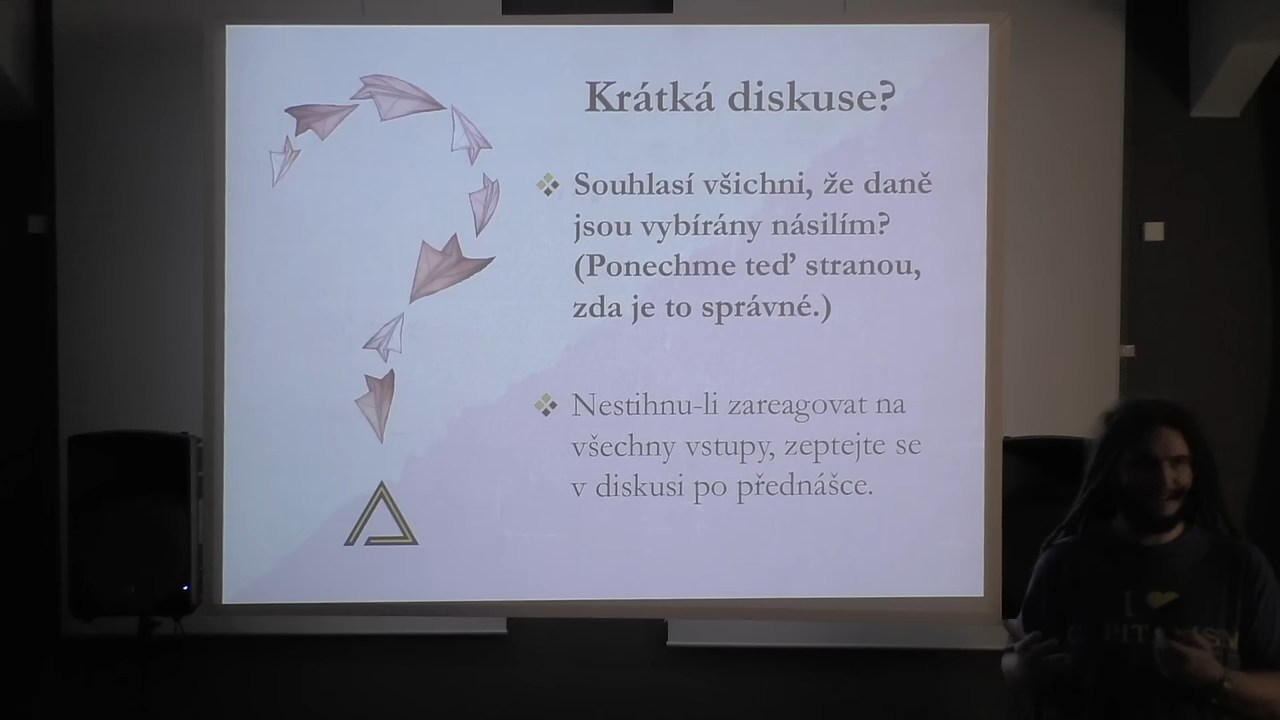 Krátká diskuse?
Souhlasí všichni, že daně
jsou vybírány násilím?
(Ponechme teď stranou,
zda je to správné.)
Nestihnu-li zareagovat na
všechny vstupy, zeptejte se
v diskusi po přednášce.
I